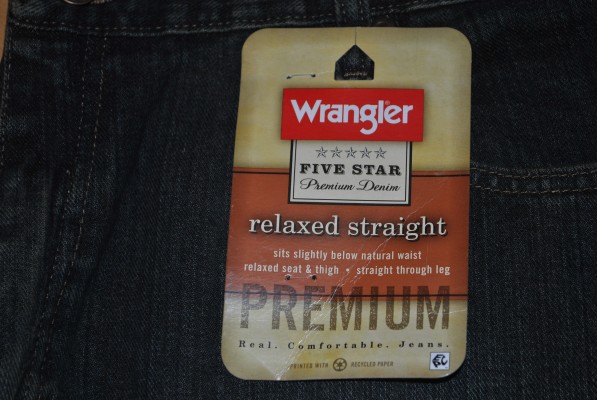 Wrangler
FIVE STAR
Premium Denim
relaxed straight
sits slightly below natural waist
relaxed seat & thigh • straight through leg
PREMIUM
Real. Comfortable. Jeans.
PRINTED WITH RECYCLED PAPER